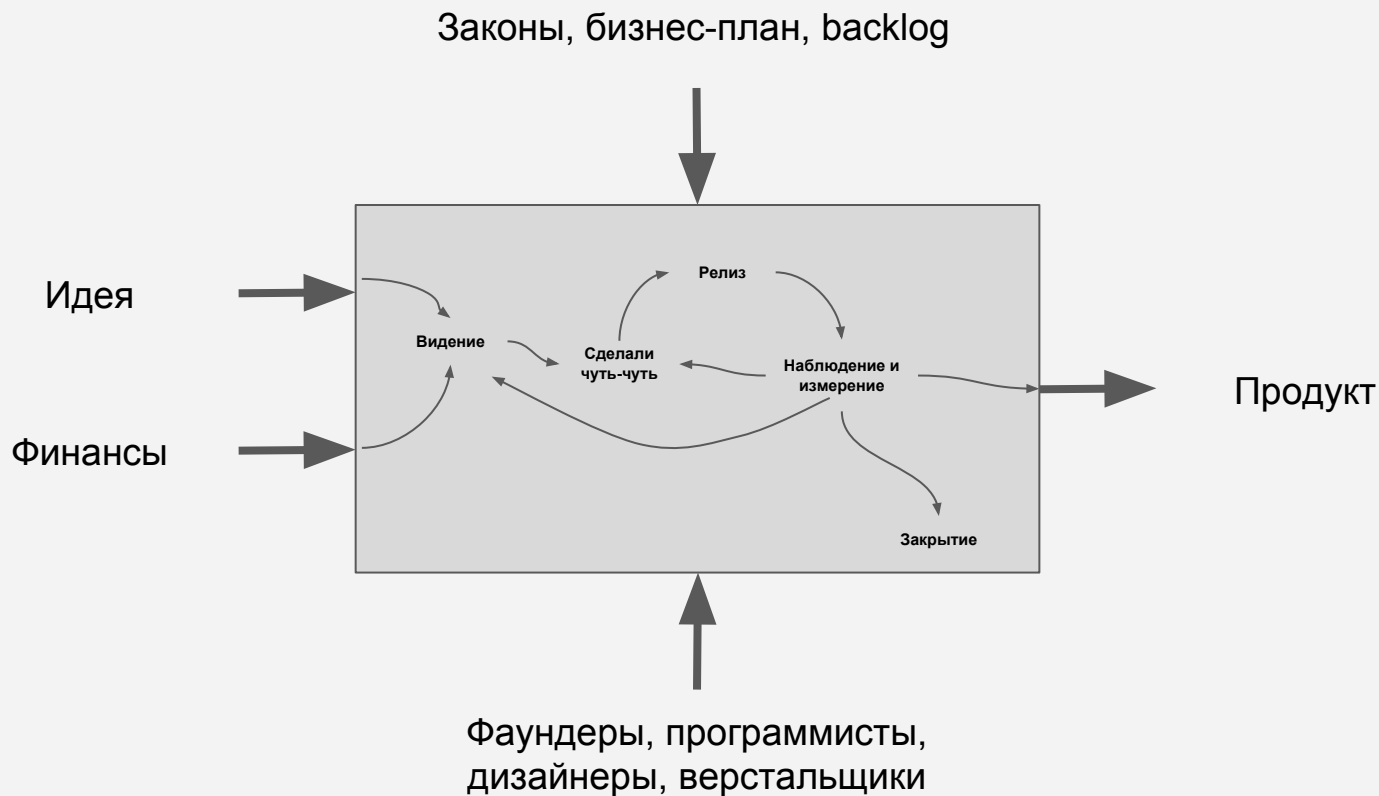 Законы, бизнес-план, backlog
Идея
Финансы
Релиз
Видение
Сделали
чуть-чуть
Наблюдение и
измерение
Закрытие
Продукт
Фаундеры, программисты,
дизайнеры, верстальщики